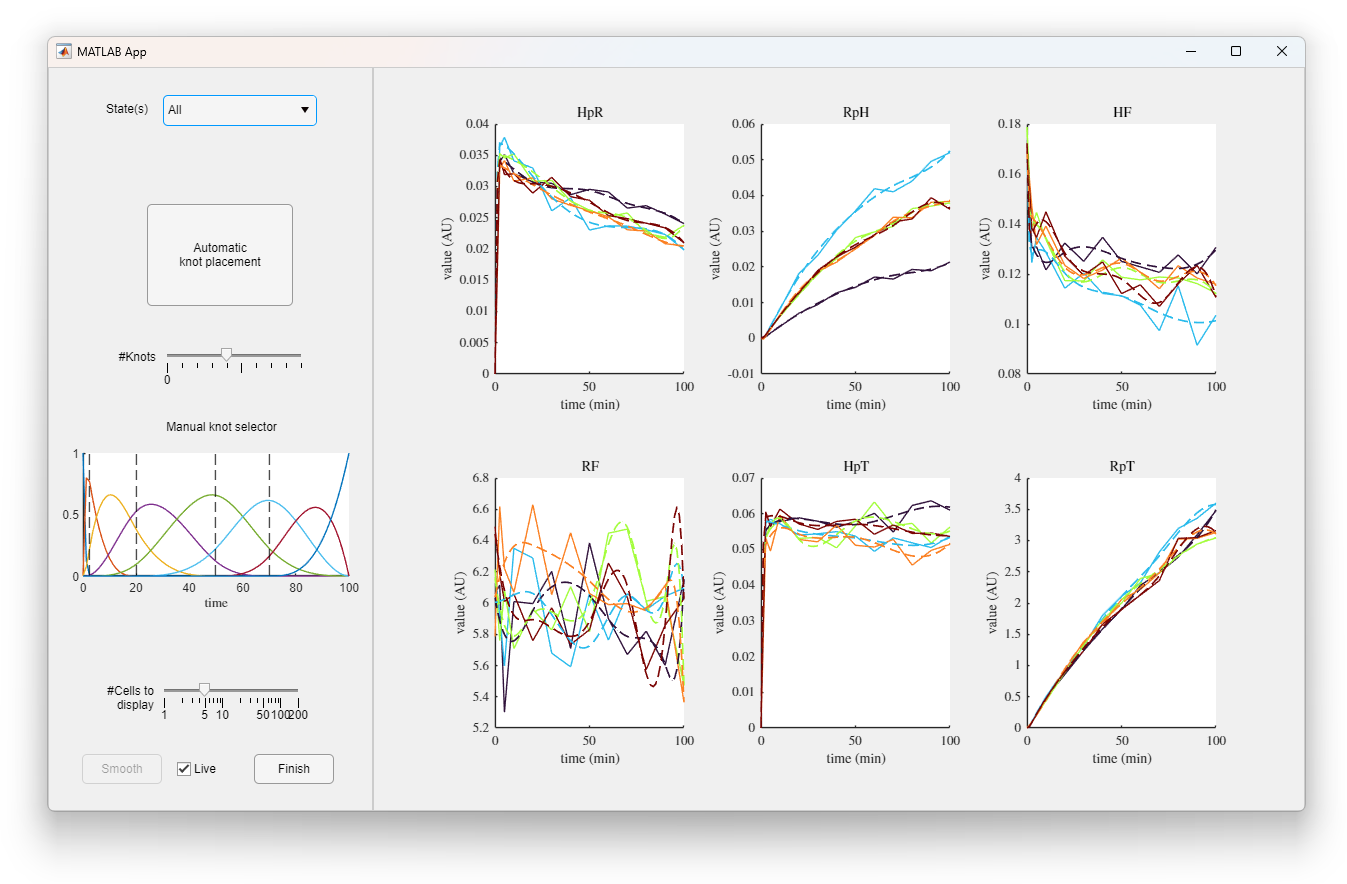 MATLAB App
State(s)
All
Automatic
knot placement
#Knots
0
Manual knot selector
1
0.5
0
0 20 40 60 80 100
time
#Cells to
display
1 5 10 50 100 200
Smooth
Live
Finish
HpR
0.04
0.035
0.03
0.025
0.02
0.015
0.01
0.005
0
value (AU)
0 50 100
time (min)
RpH
0.06
0.05
0.04
0.03
0.02
0.01
0
-0.01
value (AU)
0 50 100
time (min)
HF
0.18
0.16
0.14
0.12
0.1
0.08
value (AU)
0 50 100
time (min)
RF
6.8
6.6
6.4
6.2
6
5.8
5.6
5.4
5.2
value (AU)
0 50 100
time (min)
HpT
0.07
0.06
0.05
0.04
0.03
0.02
0.01
0
value (AU)
0 50 100
time (min)
RpT
4
3.5
3
2.5
2
1.5
1
0.5
0
value (AU)
0 50 100
time (min)